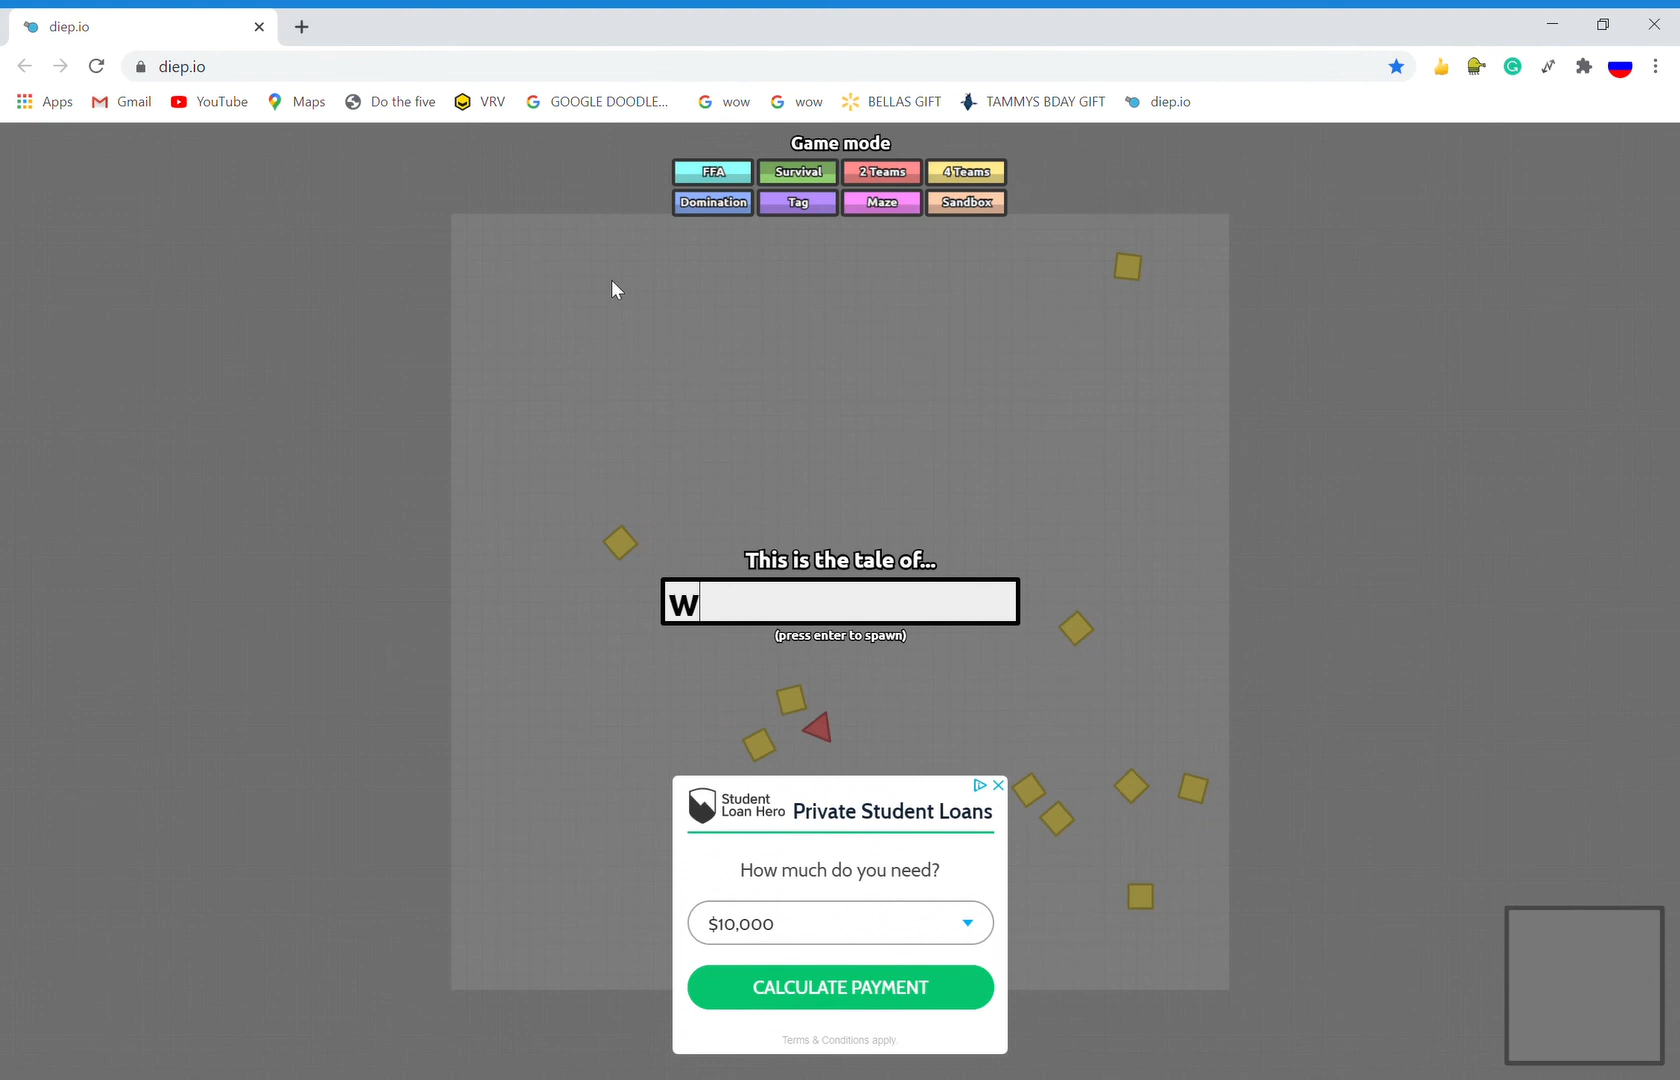 diep.io
diep.io
Apps Gmail YouTube Maps Do the five VRV GOOGLE DOODLE... wow wow BELLAS GIFT TAMMYS BDAY GIFT diep.io
Game mode
FFA Survival 2 Teams 4 Teams
Domination Tag Maze Sandbox
This is the tale of...
W
(press enter to spawn)
Student
Loan Hero
Private Student Loans
How much do you need?
$10,000
CALCULATE PAYMENT
Terms & Conditions apply.